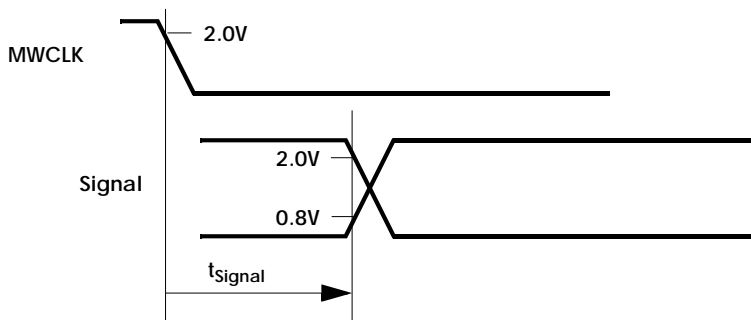 2.0V
MWCLK
2.0V
Signal
0.8V
tSignal